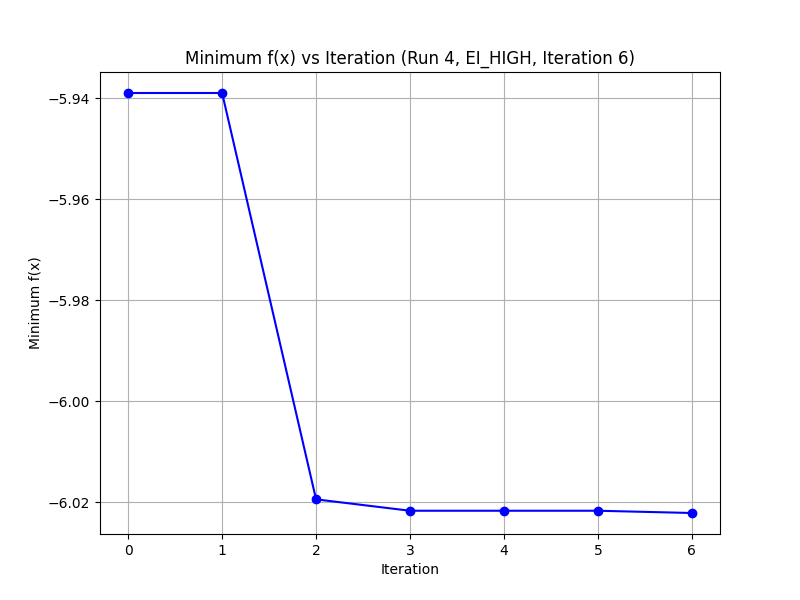 Minimum f(x) vs Iteration (Run 4, EI_HIGH, Iteration 6)
Minimum f(x)
−5.94
−5.96
−5.98
−6.00
−6.02
0 1 2 3 4 5 6
Iteration